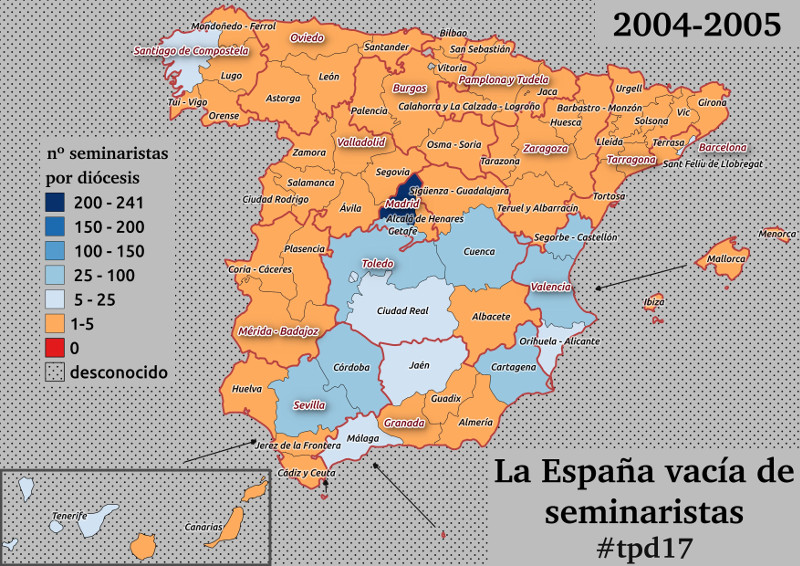 2004-2005
Mondoñedo - Ferrol
Oviedo
Bilbao
Santiago de Compostela
Santander
San Sebastián
Lugo
León
Vitoria
Pamplona y Tudela
Burgos
Jaca
Urgell
Astorga
Tui - Vigo
Orense
Palencia
Calahorra y La Calzada - Logroño
Barbastro - Monzón
Girona
Huesca
Solsona
Vic
Valladolid
Osma - Soria
Zaragoza
Lleida
Terrasa
Barcelona
Zamora
Tarazona
Tarragona
Sant Feliu de Llobregat
Segovia
Salamanca
Sigüenza - Guadalajara
Ciudad Rodrigo
Ávila
Madrid
Teruel y Albarracín
Tortosa
Alcalá de Henares
Getafe
Segorbe - Castellón
Menorca
Plasencia
Cuenca
Mallorca
Coria - Cáceres
Toledo
Valencia
Ibiza
Ciudad Real
Albacete
Mérida - Badajoz
Orihuela - Alicante
Córdoba
Jaén
Cartagena
Huelva
Sevilla
Guadix
Granada
Almería
Jerez de la Frontera
Málaga
Cádiz y Ceuta
Tenerife
Canarias
nº seminaristas
por diócesis
200 - 241
150 - 200
100 - 150
25 - 100
5 - 25
1-5
0
desconocido
La España vacía de
seminaristas
#tpd17